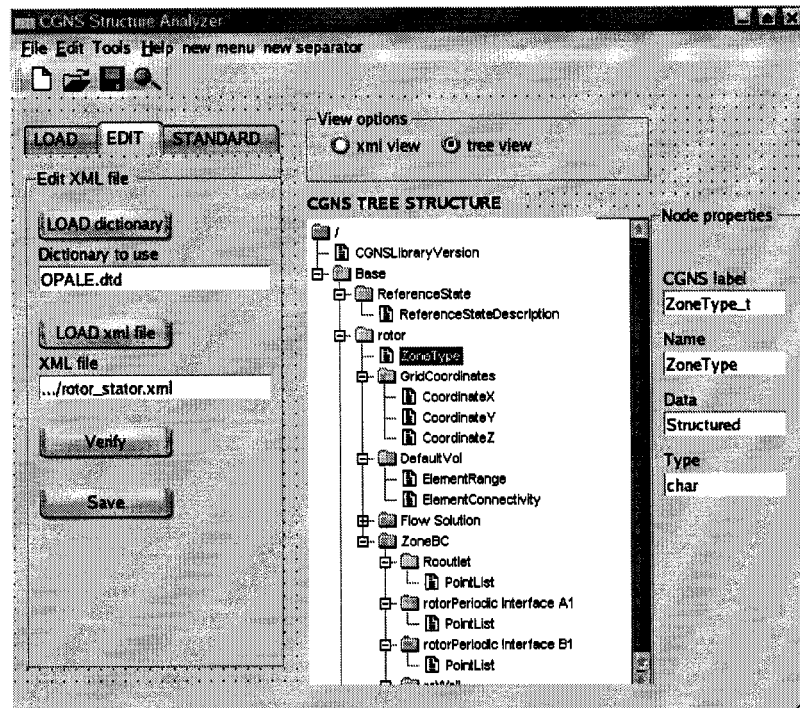 CGNS Structure Analyzer
File Edit Tools Help new menu new separator
LOAD EDIT STANDARD
Edit XML file
LOAD dictionary
Dictionary to use
OPALE.dtd
LOAD xml file
XML file
.../rotor_stator.xml
Verify
Save
View options
xml view tree view
CGNS TREE STRUCTURE
/
CGNSLibraryVersion
Base
ReferenceState
ReferenceStateDescription
rotor
ZoneType
GridCoordinates
CoordinateX
CoordinateY
CoordinateZ
DefaultVol
ElementRange
ElementConnectivity
Flow Solution
ZoneBC
Rooutlet
PointList
rotorPeriodic Interface A1
PointList
rotorPeriodic Interface B1
PointList
Node properties
CGNS label
ZoneType_t
Name
ZoneType
Data
Structured
Type
char